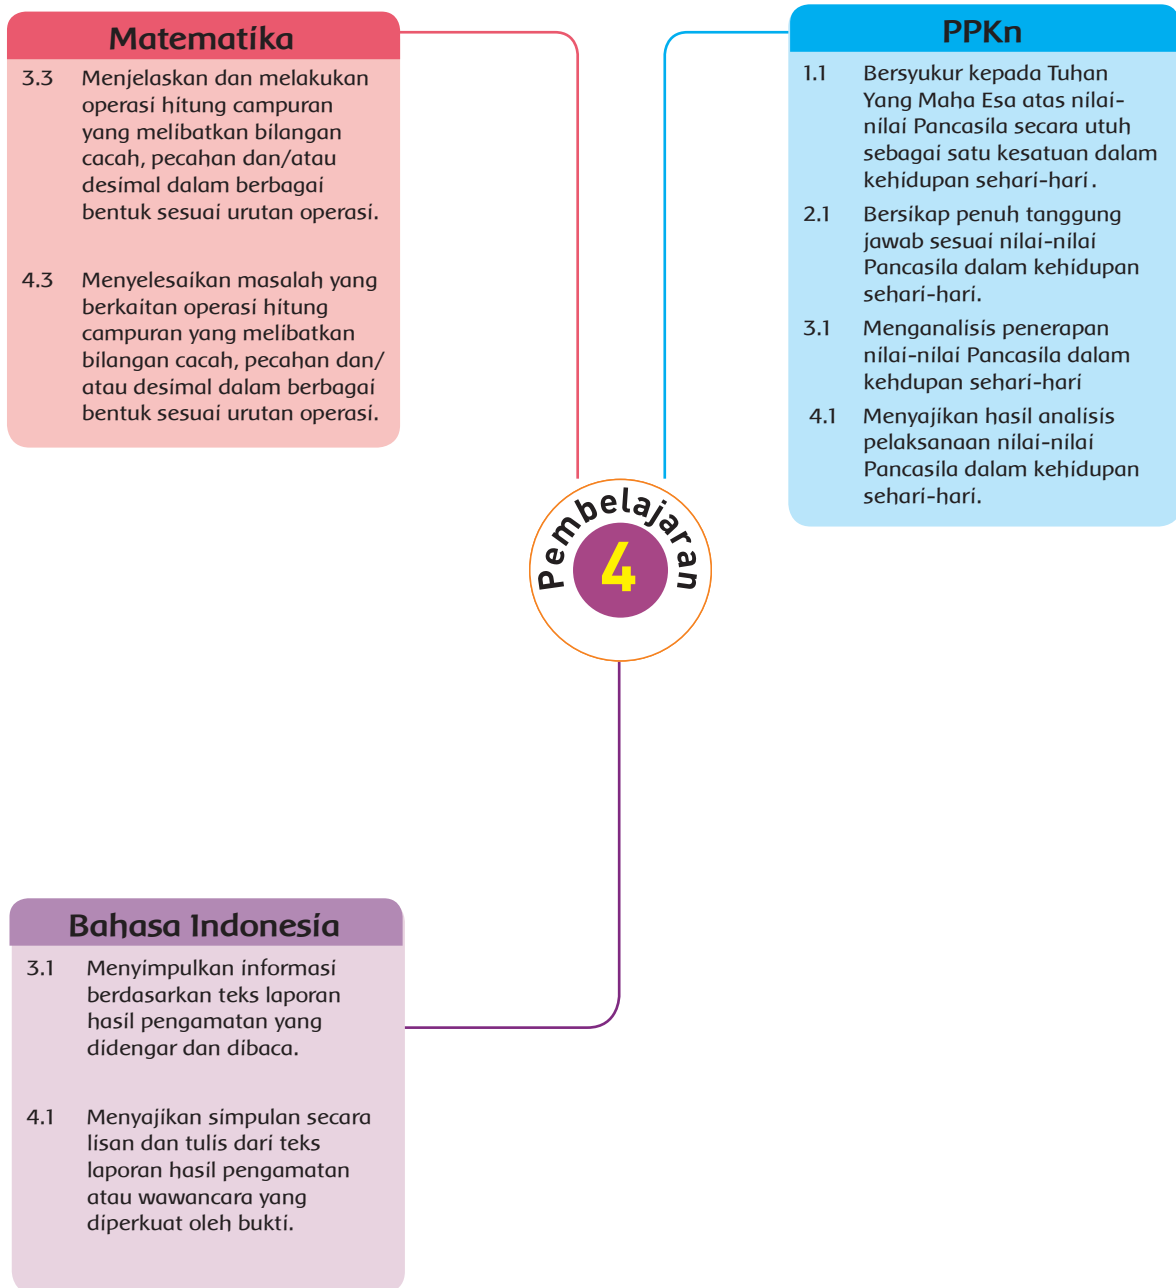 Matematika
3.3 Menjelaskan dan melakukan
operasi hitung campuran
yang melibatkan bilangan
cacah, pecahan dan/atau
desimal dalam berbagai
bentuk sesuai urutan operasi.
4.3 Menyelesaikan masalah yang
berkaitan operasi hitung
campuran yang melibatkan
bilangan cacah, pecahan dan/
atau desimal dalam berbagai
bentuk sesuai urutan operasi.
PPKn
1.1 Bersyukur kepada Tuhan
Yang Maha Esa atas nilai-
nilai Pancasila secara utuh
sebagai satu kesatuan dalam
kehidupan sehari-hari.
2.1 Bersikap penuh tanggung
jawab sesuai nilai-nilai
Pancasila dalam kehidupan
sehari-hari.
3.1 Menganalisis penerapan
nilai-nilai Pancasila dalam
kehdupan sehari-hari
4.1 Menyajikan hasil analisis
pelaksanaan nilai-nilai
Pancasila dalam kehidupan
sehari-hari.
Pembelajaran
4
Bahasa Indonesia
3.1 Menyimpulkan informasi
berdasarkan teks laporan
hasil pengamatan yang
didengar dan dibaca.
4.1 Menyajikan simpulan secara
lisan dan tulis dari teks
laporan hasil pengamatan
atau wawancara yang
diperkuat oleh bukti.